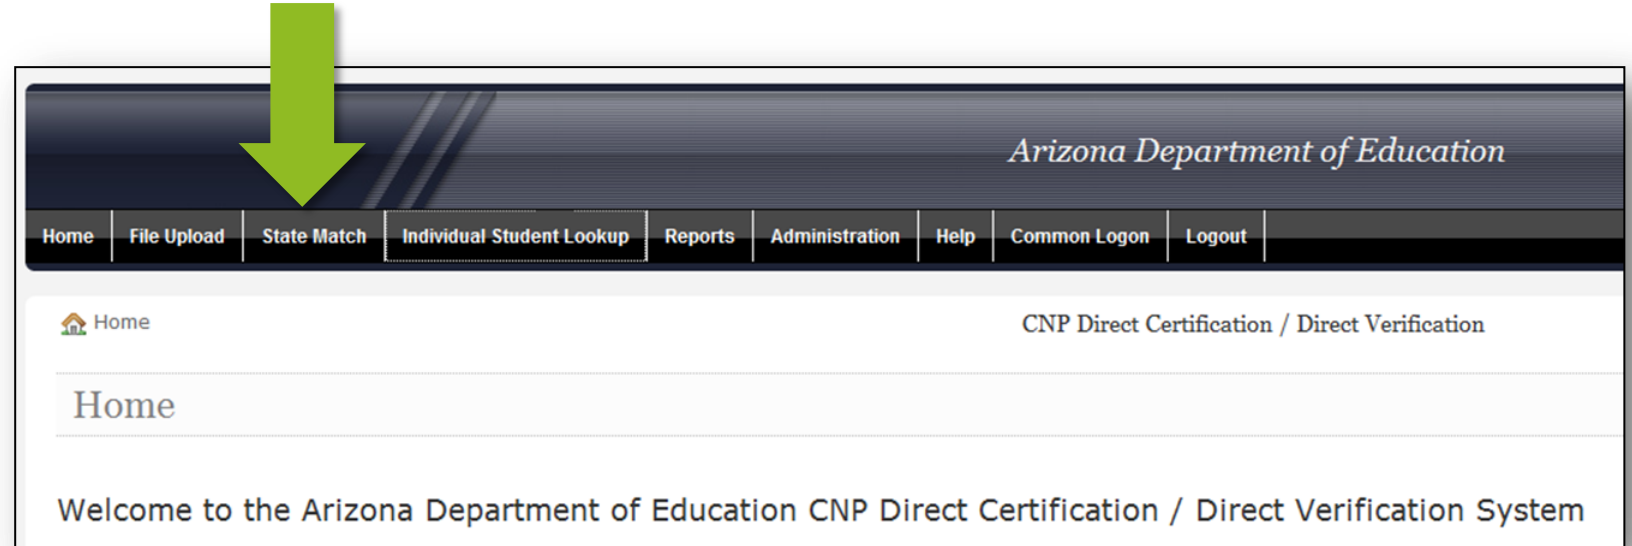 Arizona Department of Education
Home File Upload State Match Individual Student Lookup Reports Administration Help Common Logon Logout
Home CNP Direct Certification / Direct Verification
Home
Welcome to the Arizona Department of Education CNP Direct Certification / Direct Verification System